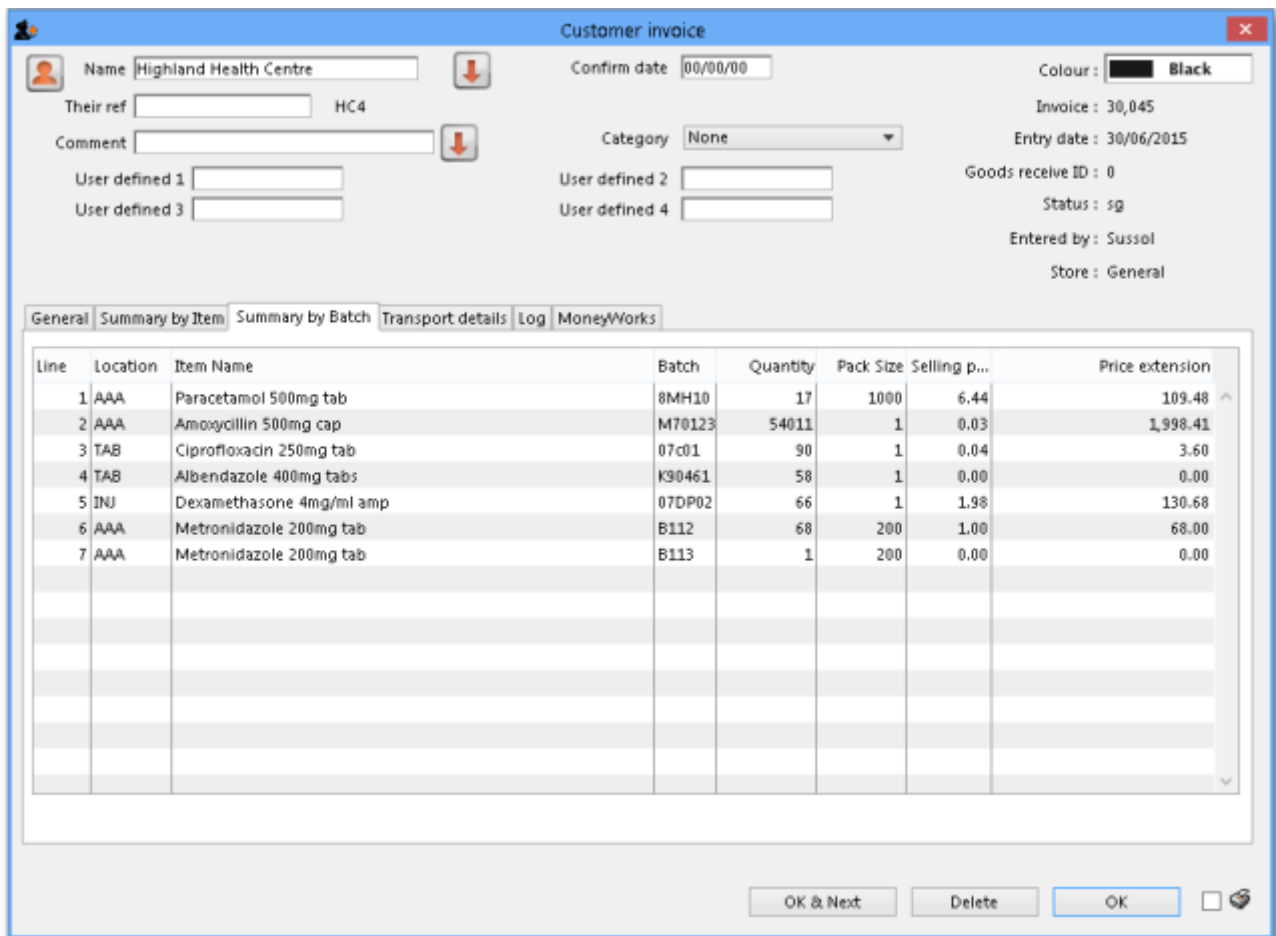 Customer invoice
Name Highland Health Centre Confirm date 00/00/00 Colour : Black
Their ref HC4 Invoice : 30,045
Comment Category None Entry date : 30/06/2015
User defined 1 User defined 2 Goods receive ID : 0
User defined 3 User defined 4 Status : sg
Entered by : Sussol
Store : General
General Summary by Item Summary by Batch Transport details Log MoneyWorks
Line Location Item Name Batch Quantity Pack Size Selling p... Price extension
1 AAA Paracetamol 500mg tab 8MH10 17 1000 6.44 109.48
2 AAA Amoxycillin 500mg cap M70123 54011 1 0.03 1,998.41
3 TAB Ciprofloxacin 250mg tab 07c01 90 1 0.04 3.60
4 TAB Albendazole 400mg tabs K90461 58 1 0.00 0.00
5 INJ Dexamethasone 4mg/ml amp 07DP02 66 1 1.98 130.68
6 AAA Metronidazole 200mg tab B112 68 200 1.00 68.00
7 AAA Metronidazole 200mg tab B113 1 200 0.00 0.00
OK & Next Delete OK